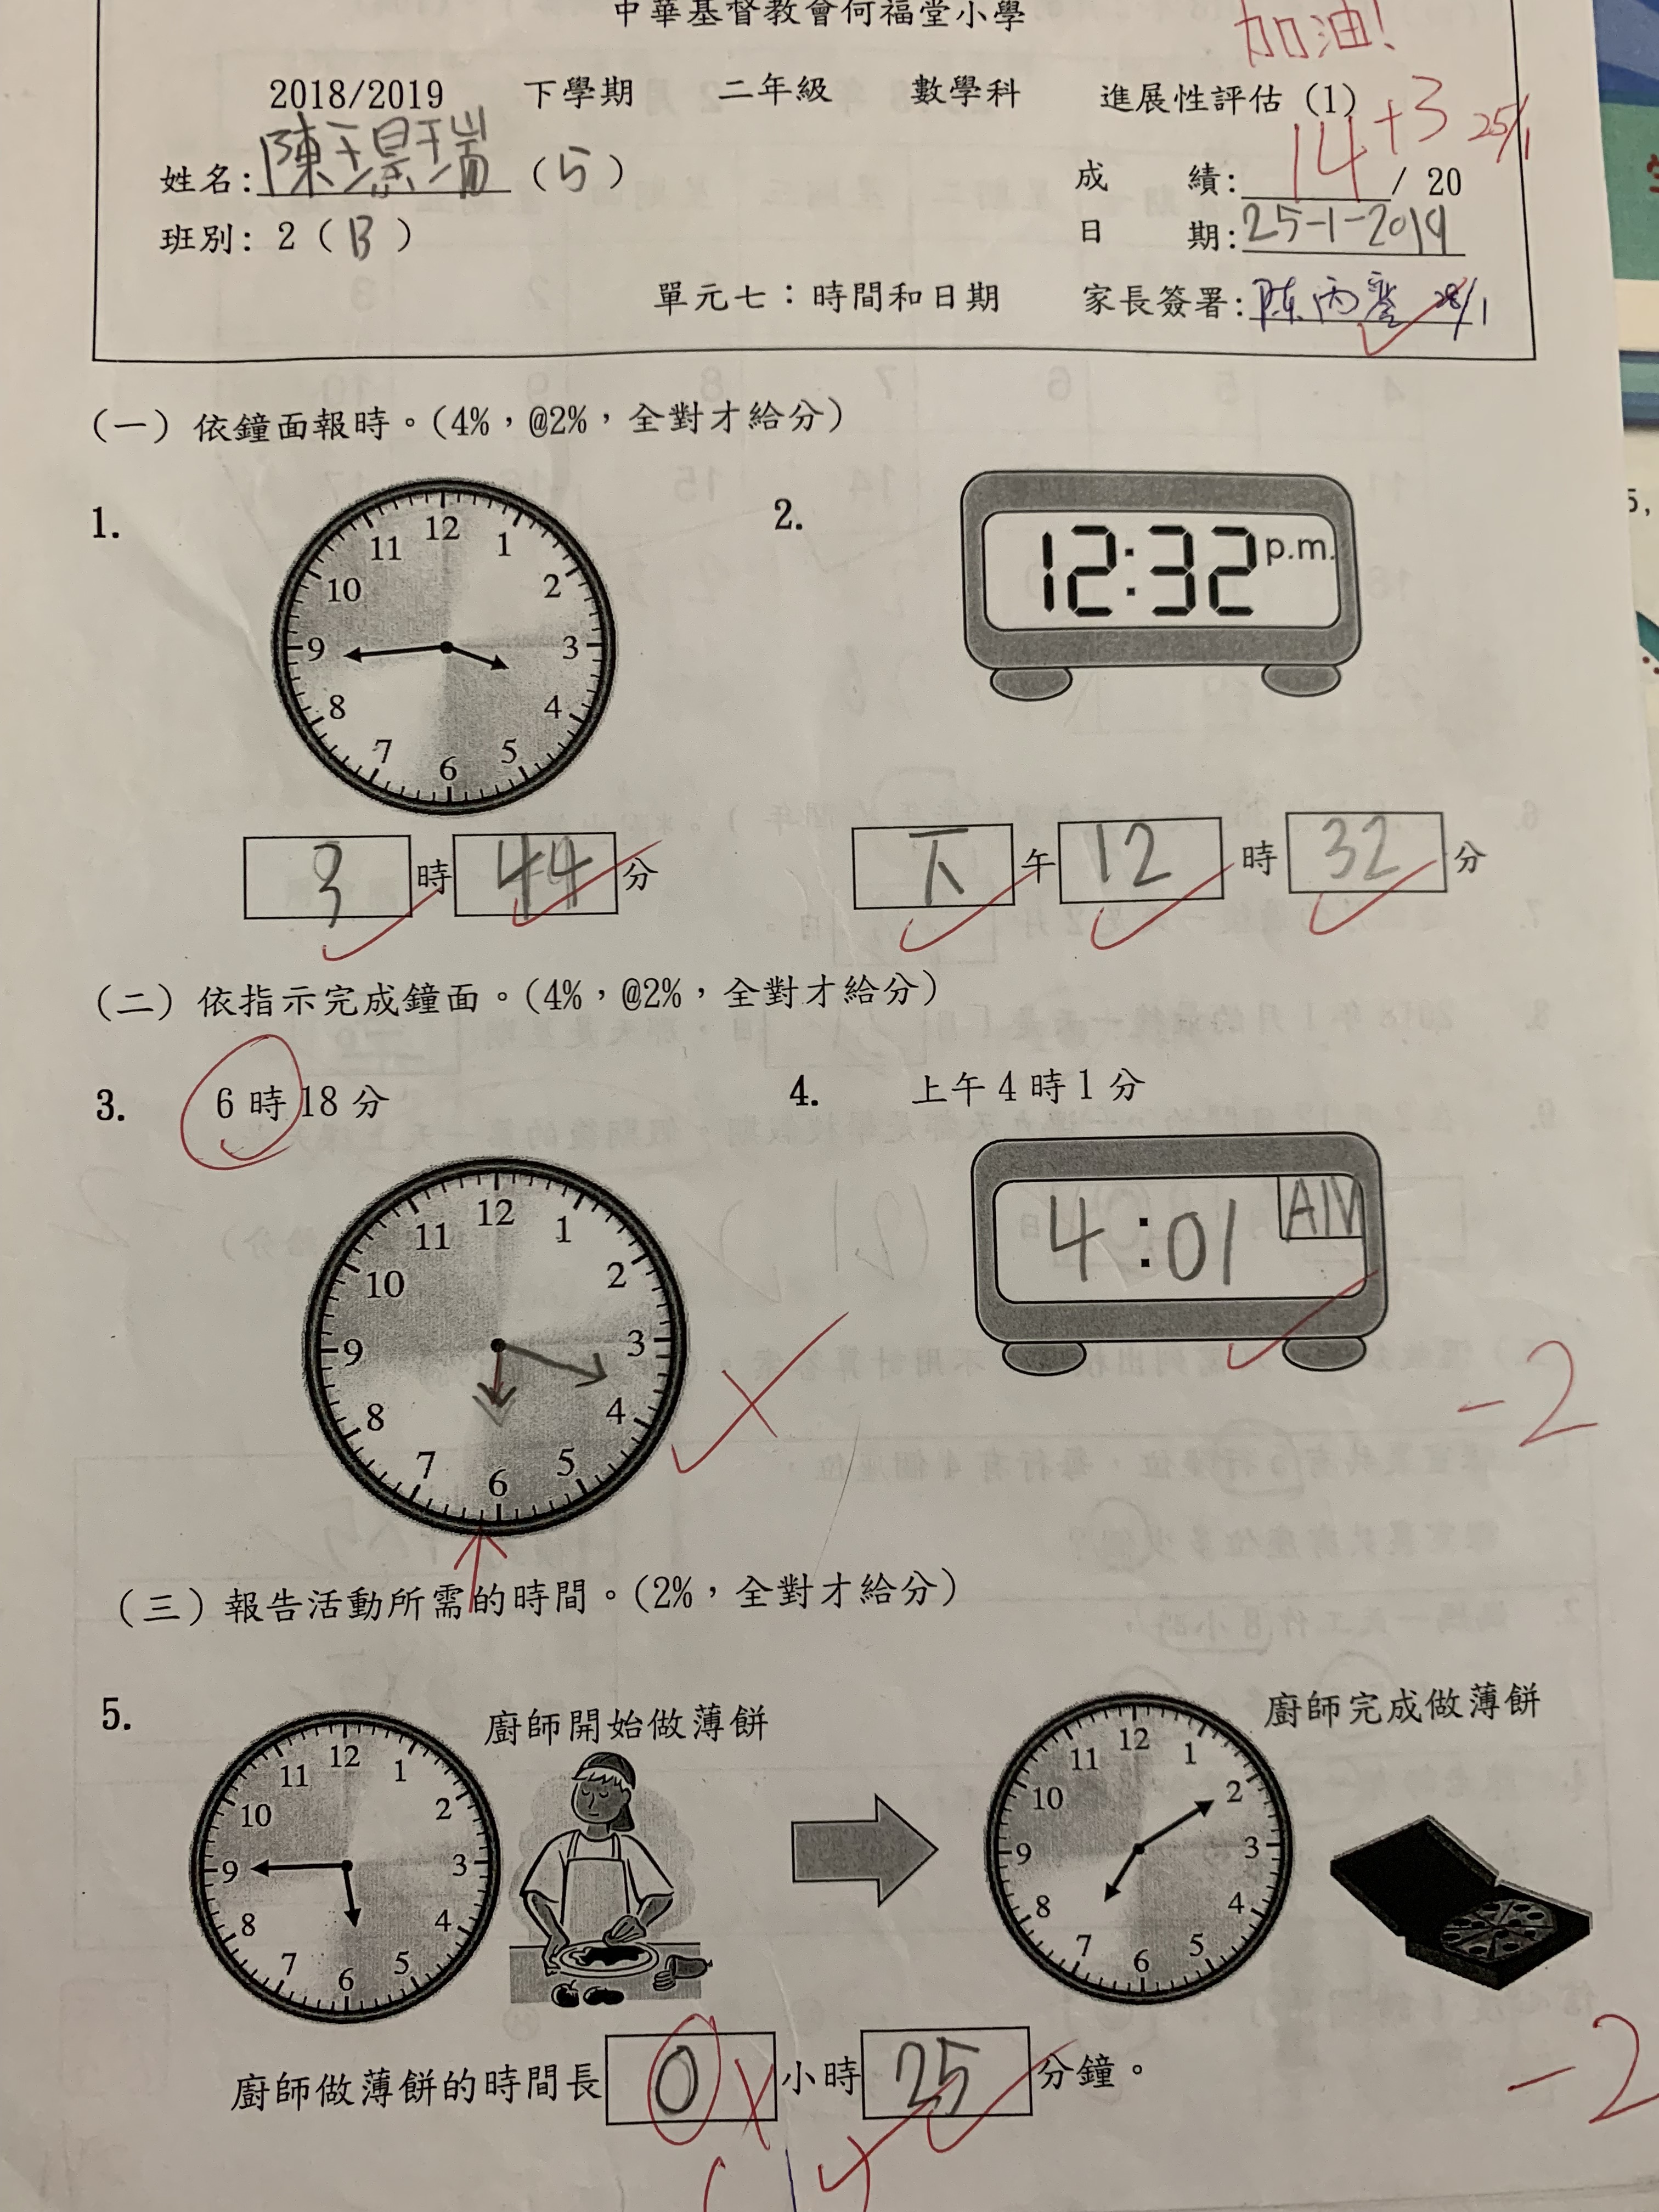 中華基督教會何福堂小學
加油!
2018/2019 下學期 二年級 數學科 進展性評估 (1)
姓名: 陳璟瑞 (5)
成績: 14 / 20 +3 25/1
班別: 2 (B)
日期: 25-1-2019
單元七：時間和日期
家長簽署: 28/1
(一) 依鐘面報時。(4%，@2%，全對才給分)
1.
12 1 2 3 4 5 6 7 8 9 10 11
2.
12:32 p.m.
3 時 44 分
下 午 12 時 32 分
(二) 依指示完成鐘面。(4%，@2%，全對才給分)
3. 6 時 18 分
4. 上午 4 時 1 分
12 1 2 3 4 5 6 7 8 9 10 11
4:01 AM
-2
(三) 報告活動所需的時間。(2%，全對才給分)
5.
廚師開始做薄餅
廚師完成做薄餅
12 1 2 3 4 5 6 7 8 9 10 11
12 1 2 3 4 5 6 7 8 9 10 11
廚師做薄餅的時間長 0 小時 25 分鐘。
-2